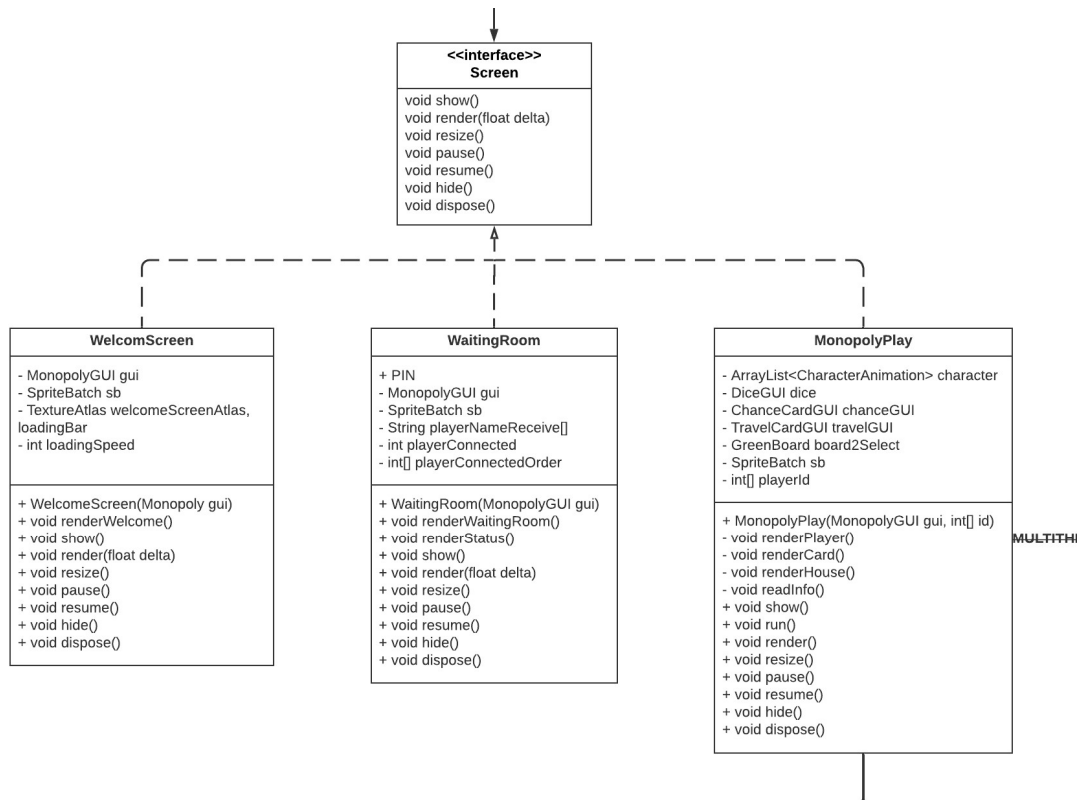 <<interface>>
Screen
void show()
void render(float delta)
void resize()
void pause()
void resume()
void hide()
void dispose()
WelcomScreen
- MonopolyGUI gui
- SpriteBatch sb
- TextureAtlas welcomeScreenAtlas,
loadingBar
- int loadingSpeed
+ WelcomeScreen(Monopoly gui)
+ void renderWelcome()
+ void show()
+ void render(float delta)
+ void resize()
+ void pause()
+ void resume()
+ void hide()
+ void dispose()
WaitingRoom
+ PIN
- MonopolyGUI gui
- SpriteBatch sb
- String playerNameReceive[]
- int playerConnected
- int[] playerConnectedOrder
+ WaitingRoom(MonopolyGUI gui)
+ void renderWaitingRoom()
+ void renderStatus()
+ void show()
+ void render(float delta)
+ void resize()
+ void pause()
+ void resume()
+ void hide()
+ void dispose()
MonopolyPlay
- ArrayList<CharacterAnimation> character
- DiceGUI dice
- ChanceCardGUI chanceGUI
- TravelCardGUI travelGUI
- GreenBoard board2Select
- SpriteBatch sb
- int[] playerId
+ MonopolyPlay(MonopolyGUI gui, int[] id)
- void renderPlayer()
- void renderCard()
- void renderHouse()
- void readInfo()
+ void show()
+ void run()
+ void render()
+ void resize()
+ void pause()
+ void resume()
+ void hide()
+ void dispose()